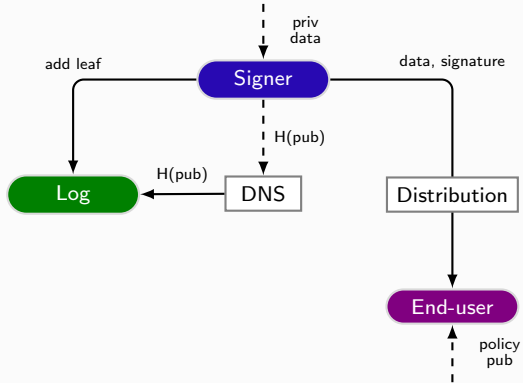 priv
data
add leaf
Signer
data, signature
H(pub)
H(pub)
Log
DNS
Distribution
End-user
policy
pub